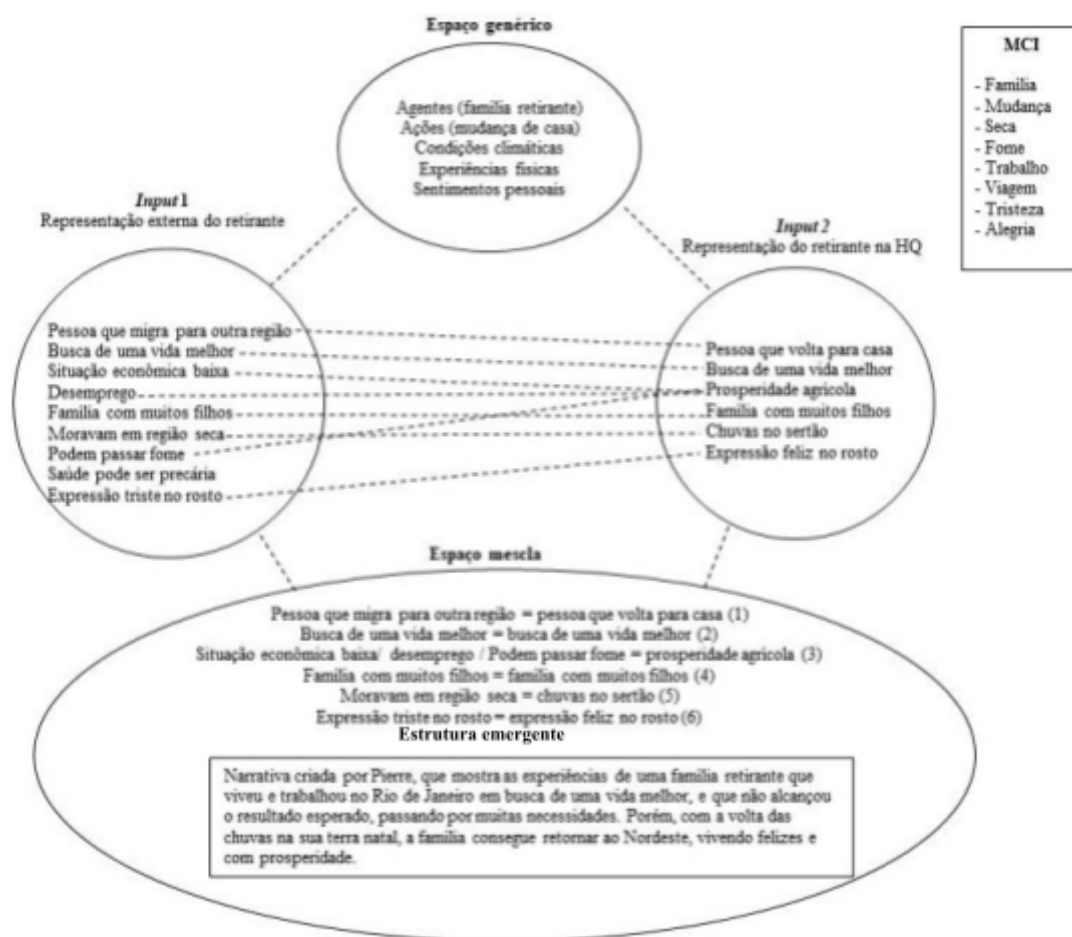 Espaço genérico
Agentes (família retirante)
Ações (mudança de casa)
Condições climáticas
Experiências físicas
Sentimentos pessoais
MCI
- Família
- Mudança
- Seca
- Fome
- Trabalho
- Viagem
- Tristeza
- Alegria
Input 1
Representação externa do retirante
Input 2
Representação do retirante na HQ
Pessoa que migra para outra região
Busca de uma vida melhor
Situação econômica baixa
Desemprego
Família com muitos filhos
Moravam em região seca
Podem passar fome
Saúde pode ser precária
Expressão triste no rosto
Pessoa que volta para casa
Busca de uma vida melhor
Prosperidade agrícola
Família com muitos filhos
Chuvas no sertão
Expressão feliz no rosto
Espaço mescla
Pessoa que migra para outra região = pessoa que volta para casa (1)
Busca de uma vida melhor = busca de uma vida melhor (2)
Situação econômica baixa/ desemprego / Podem passar fome = prosperidade agrícola (3)
Família com muitos filhos = família com muitos filhos (4)
Moravam em região seca = chuvas no sertão (5)
Expressão triste no rosto = expressão feliz no rosto (6)
Estrutura emergente
Narrativa criada por Pierre, que mostra as experiências de uma família retirante que
viveu e trabalhou no Rio de Janeiro em busca de uma vida melhor, e que não alcançou
o resultado esperado, passando por muitas necessidades. Porém, com a volta das
chuvas na sua terra natal, a família consegue retornar ao Nordeste, vivendo felizes e
com prosperidade.